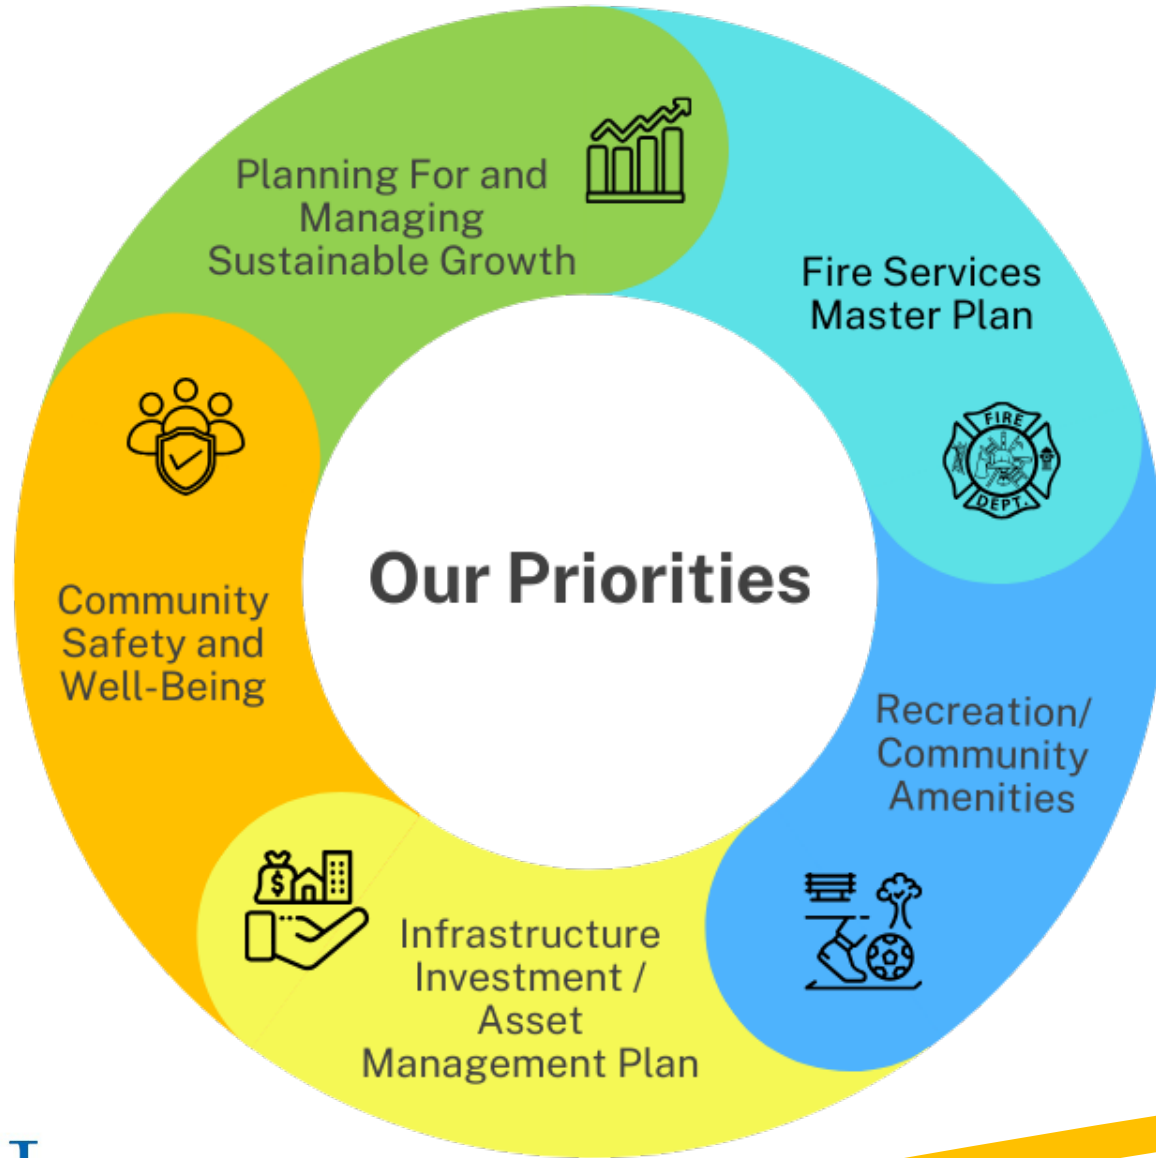 Planning For and
Managing
Sustainable Growth
Fire Services
Master Plan
FIRE
DEPT.
Our Priorities
Community
Safety and
Well-Being
Recreation/
Community
Amenities
$
Infrastructure
Investment /
Asset
Management Plan